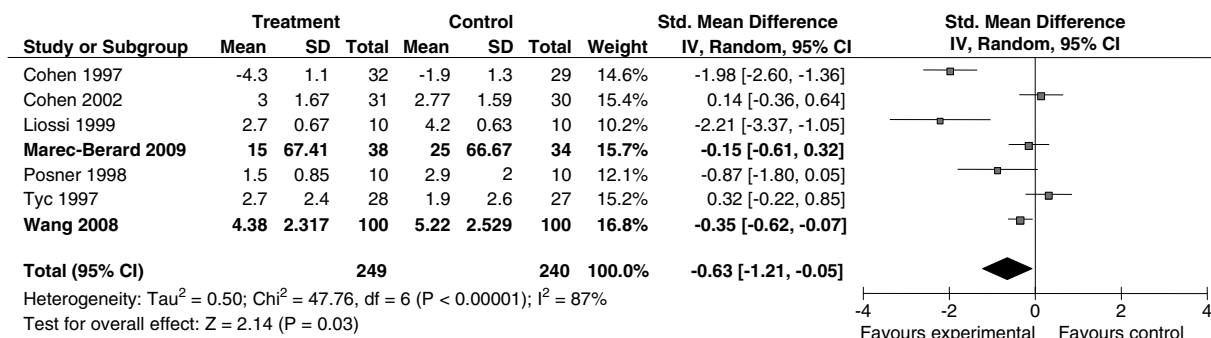 Treatment Control Std. Mean Difference Std. Mean Difference
Study or Subgroup Mean SD Total Mean SD Total Weight IV, Random, 95% CI IV, Random, 95% CI
Cohen 1997 -4.3 1.1 32 -1.9 1.3 29 14.6% -1.98 [-2.60, -1.36]
Cohen 2002 3 1.67 31 2.77 1.59 30 15.4% 0.14 [-0.36, 0.64]
Liossi 1999 2.7 0.67 10 4.2 0.63 10 10.2% -2.21 [-3.37, -1.05]
Marec-Berard 2009 15 67.41 38 25 66.67 34 15.7% -0.15 [-0.61, 0.32]
Posner 1998 1.5 0.85 10 2.9 2 10 12.1% -0.87 [-1.80, 0.05]
Tyc 1997 2.7 2.4 28 1.9 2.6 27 15.2% 0.32 [-0.22, 0.85]
Wang 2008 4.38 2.317 100 5.22 2.529 100 16.8% -0.35 [-0.62, -0.07]
Total (95% CI) 249 240 100.0% -0.63 [-1.21, -0.05]
Heterogeneity: Tau² = 0.50; Chi² = 47.76, df = 6 (P < 0.00001); I² = 87%
Test for overall effect: Z = 2.14 (P = 0.03)
-4 -2 0 2 4
Favours experimental Favours control